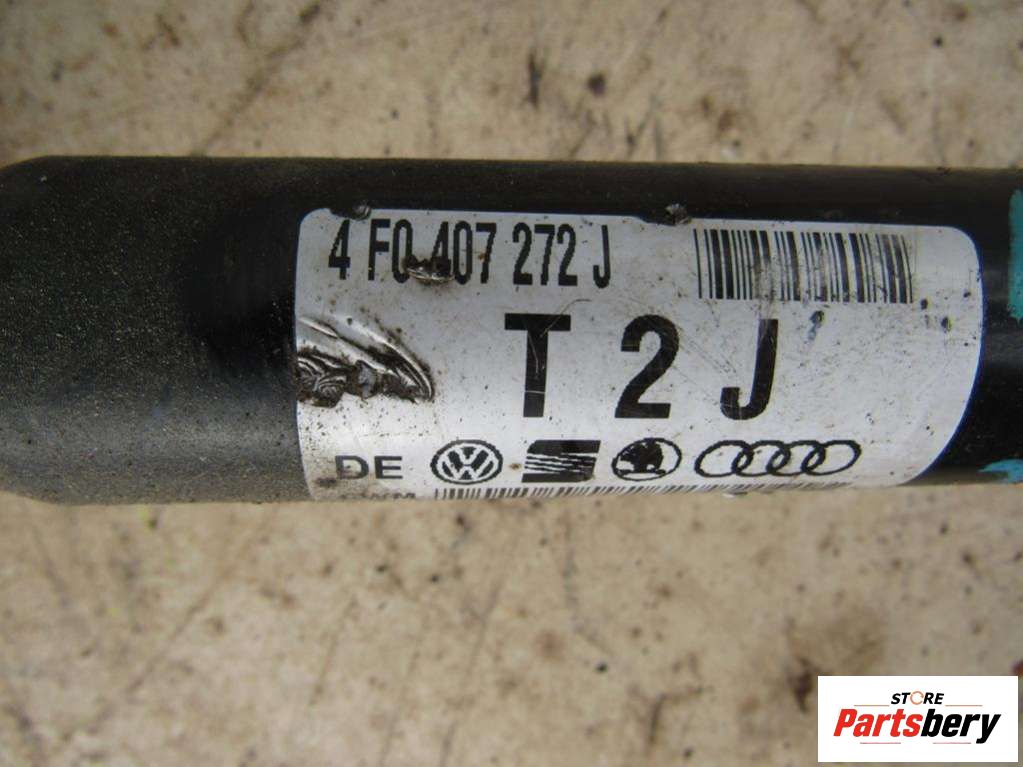 4 F0 407 272 J
T 2 J
DE
STORE
Partsbery